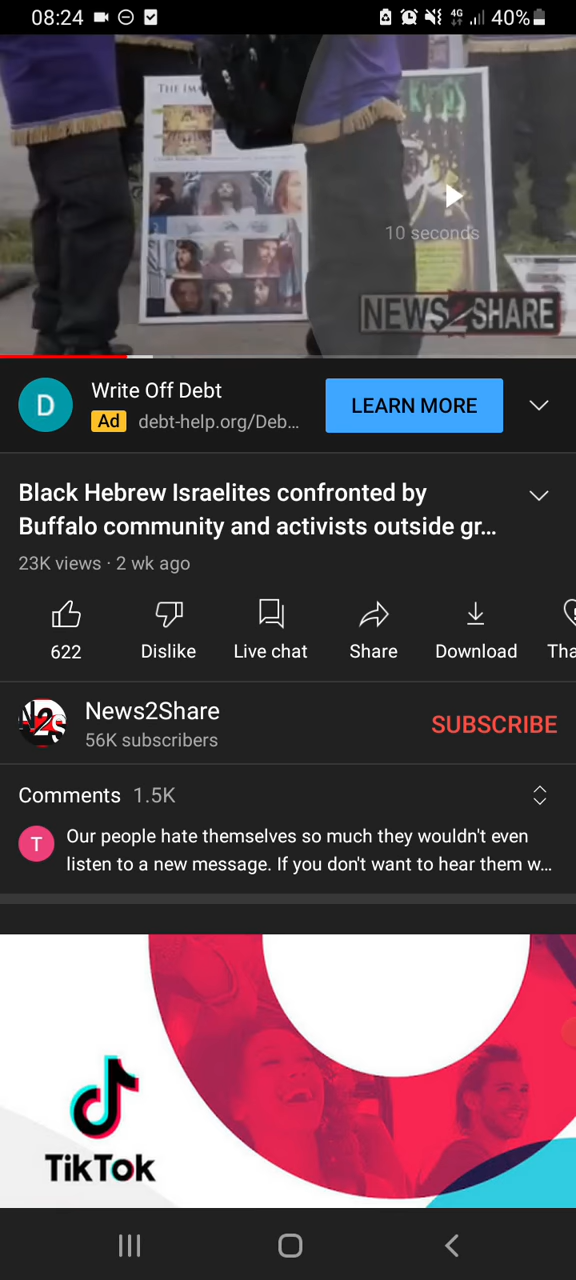 08:24
4G
40%
THE IMA
10 seconds
NEWS2SHARE
D
Write Off Debt
LEARN MORE
Ad
debt-help.org/Deb...
Black Hebrew Israelites confronted by
Buffalo community and activists outside gr...
23K views · 2 wk ago
622
Dislike
Live chat
Share
Download
Tha
N2S
News2Share
56K subscribers
SUBSCRIBE
Comments 1.5K
T
Our people hate themselves so much they wouldn't even
listen to a new message. If you don't want to hear them w...
TikTok